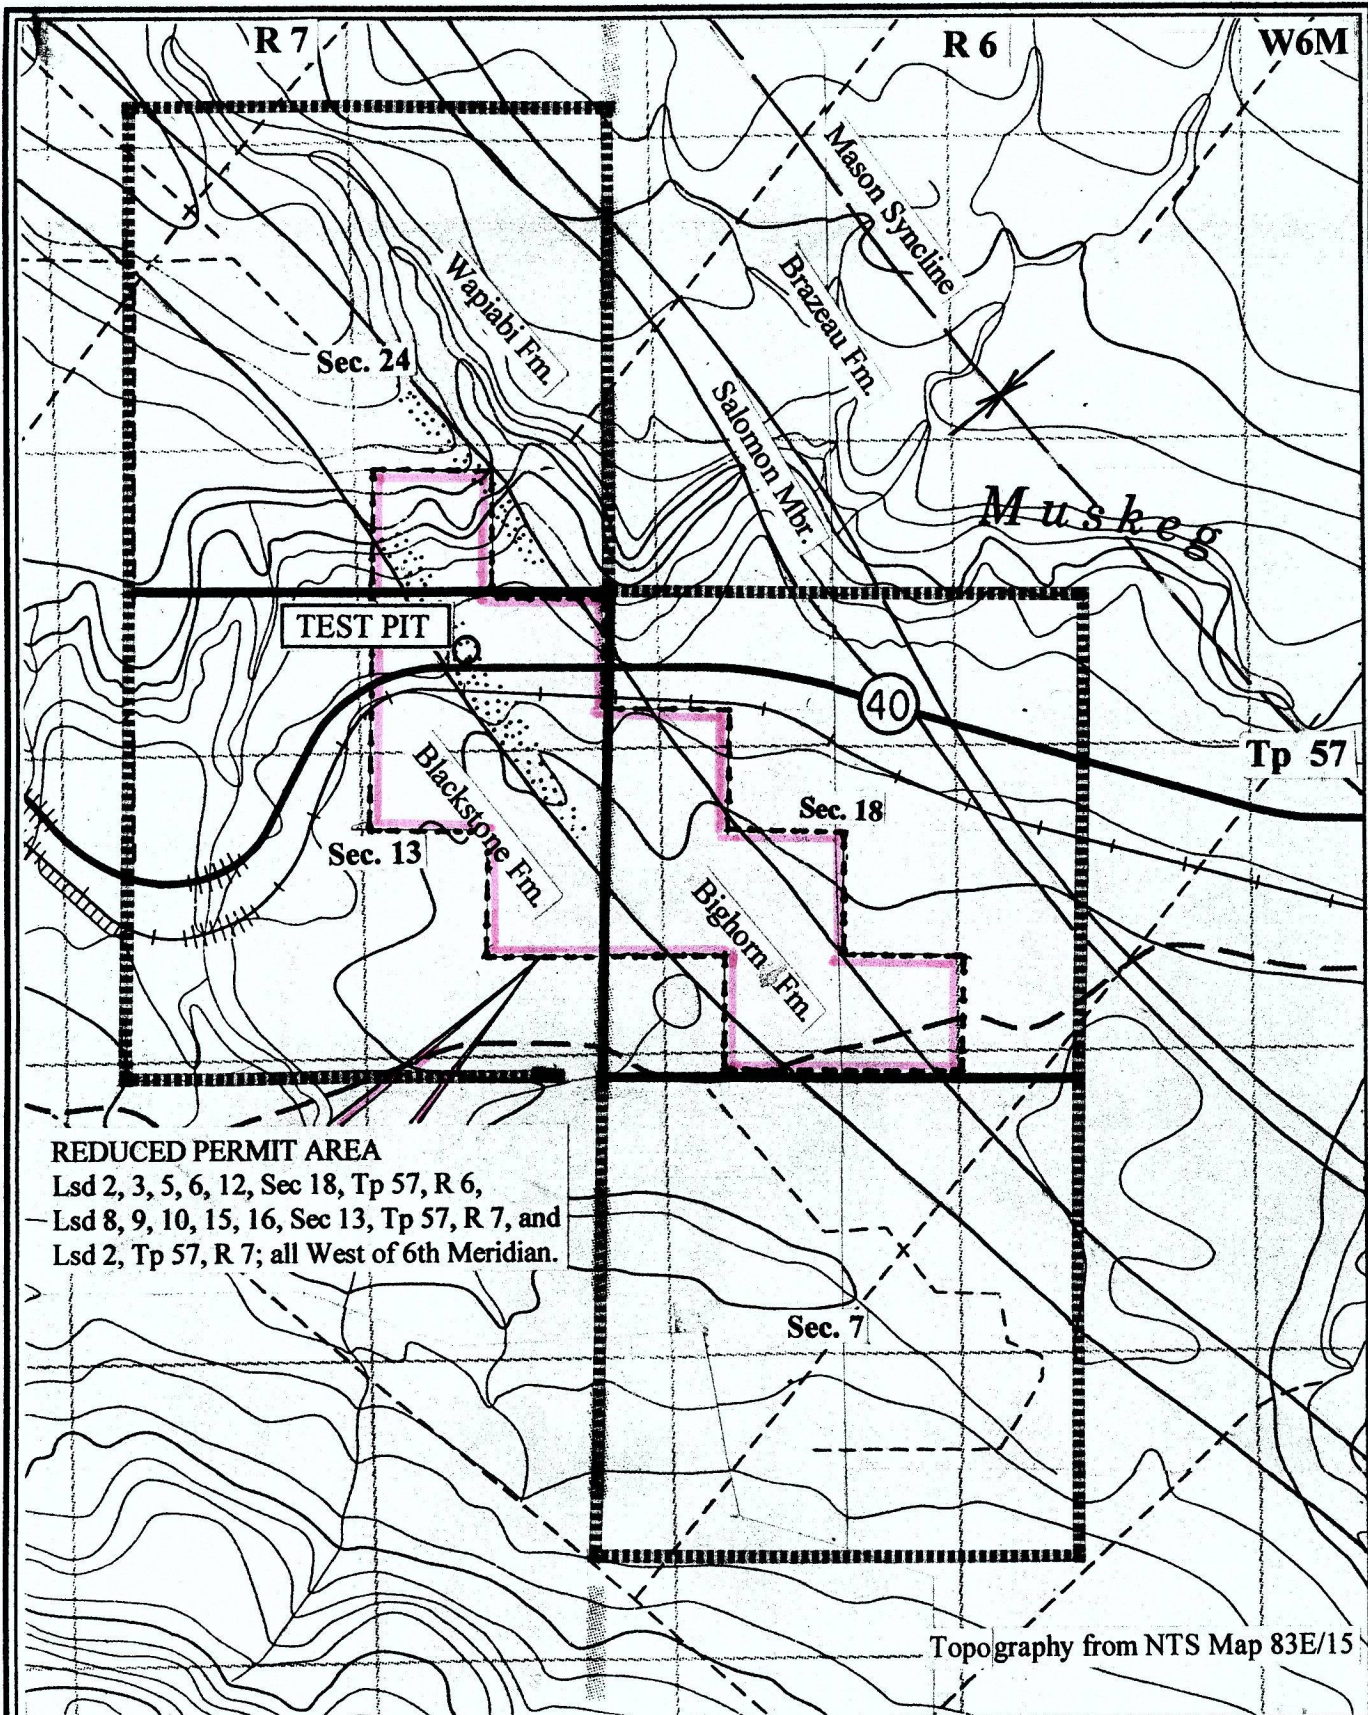 R 7
R 6
W6M
Mason Syncline
Brazeau Fm.
Wapiabi Fm.
Sec. 24
Salomon Mbr.
Muskeg
TEST PIT
40
Tp 57
Blackstone Fm.
Sec. 18
Sec. 13
Bighorn Fm.
REDUCED PERMIT AREA
Lsd 2, 3, 5, 6, 12, Sec 18, Tp 57, R 6,
Lsd 8, 9, 10, 15, 16, Sec 13, Tp 57, R 7, and
Lsd 2, Tp 57, R 7; all West of 6th Meridian.
Sec. 7
Topography from NTS Map 83E/15